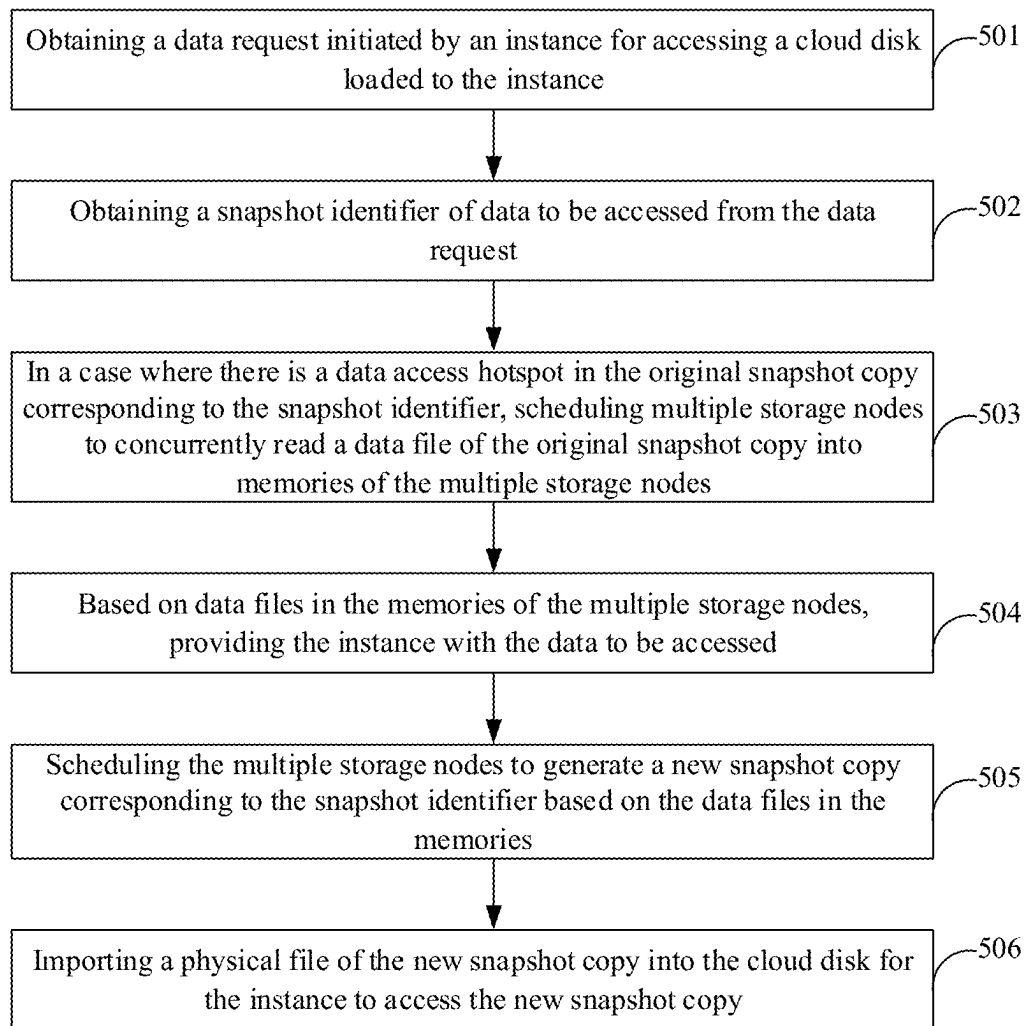 Obtaining a data request initiated by an instance for accessing a cloud disk
loaded to the instance
501
Obtaining a snapshot identifier of data to be accessed from the data
request
502
In a case where there is a data access hotspot in the original snapshot copy
corresponding to the snapshot identifier, scheduling multiple storage nodes
to concurrently read a data file of the original snapshot copy into
memories of the multiple storage nodes
503
Based on data files in the memories of the multiple storage nodes,
providing the instance with the data to be accessed
504
Scheduling the multiple storage nodes to generate a new snapshot copy
corresponding to the snapshot identifier based on the data files in the
memories
505
Importing a physical file of the new snapshot copy into the cloud disk for
the instance to access the new snapshot copy
506